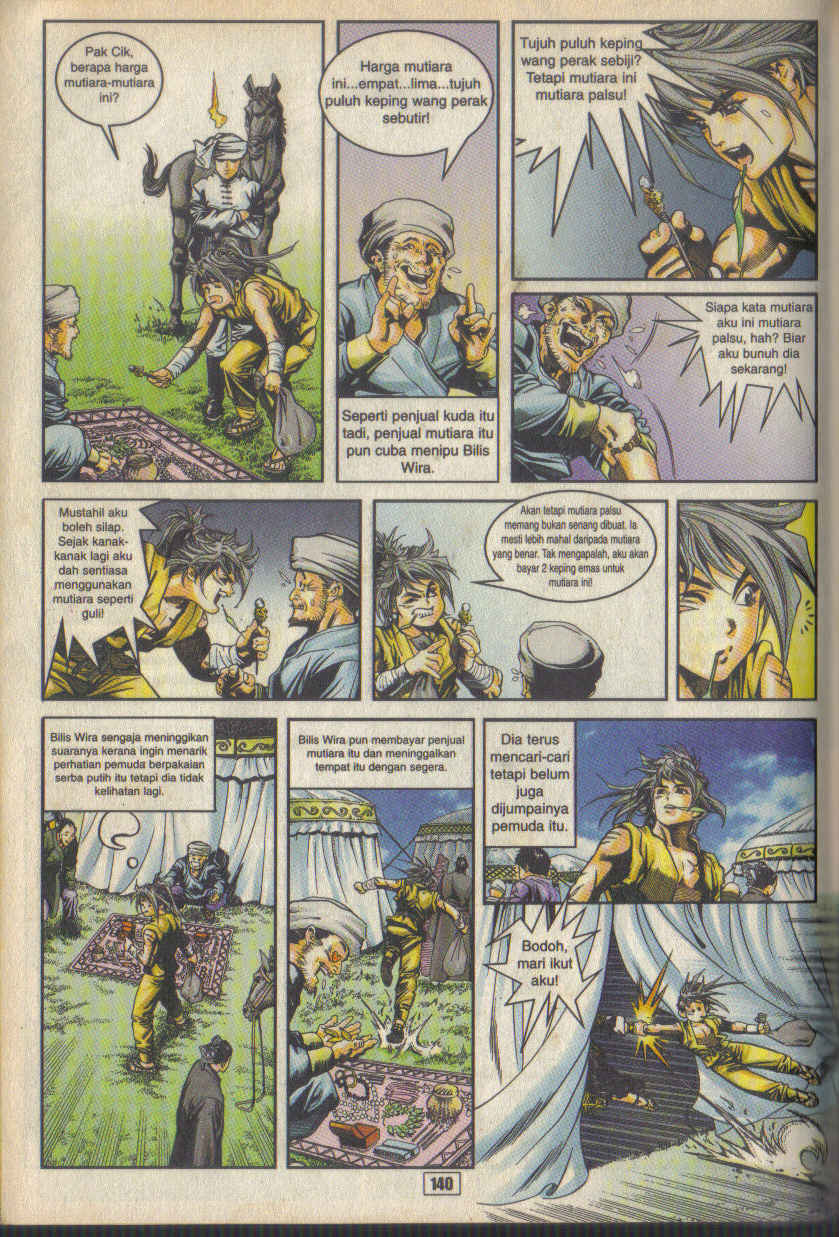 Pak Cik,
berapa harga
mutiara-mutiara
ini?
Harga mutiara
ini...empat...lima...tujuh
puluh keping wang perak
sebutir!
Seperti penjual kuda itu
tadi, penjual mutiara itu
pun cuba menipu Bilis
Wira.
Tujuh puluh keping
wang perak sebiji?
Tetapi mutiara ini
mutiara palsu!
Siapa kata mutiara
aku ini mutiara
palsu, hah? Biar
aku bunuh dia
sekarang!
Mustahil aku
boleh silap.
Sejak kanak-
kanak lagi aku
dah sentiasa
menggunakan
mutiara seperti
guli!
Akan tetapi mutiara palsu
memang bukan senang dibuat. Ia
mesti lebih mahal daripada mutiara
yang benar. Tak mengapalah, aku akan
bayar 2 keping emas untuk
mutiara ini!
Bilis Wira sengaja meninggikan
suaranya kerana ingin menarik
perhatian pemuda berpakaian
serba putih itu tetapi dia tidak
kelihatan lagi.
Bilis Wira pun membayar penjual
mutiara itu dan meninggalkan
tempat itu dengan segera.
Dia terus
mencari-cari
tetapi belum
juga
dijumpainya
pemuda itu.
Bodoh,
mari ikut
aku!
140